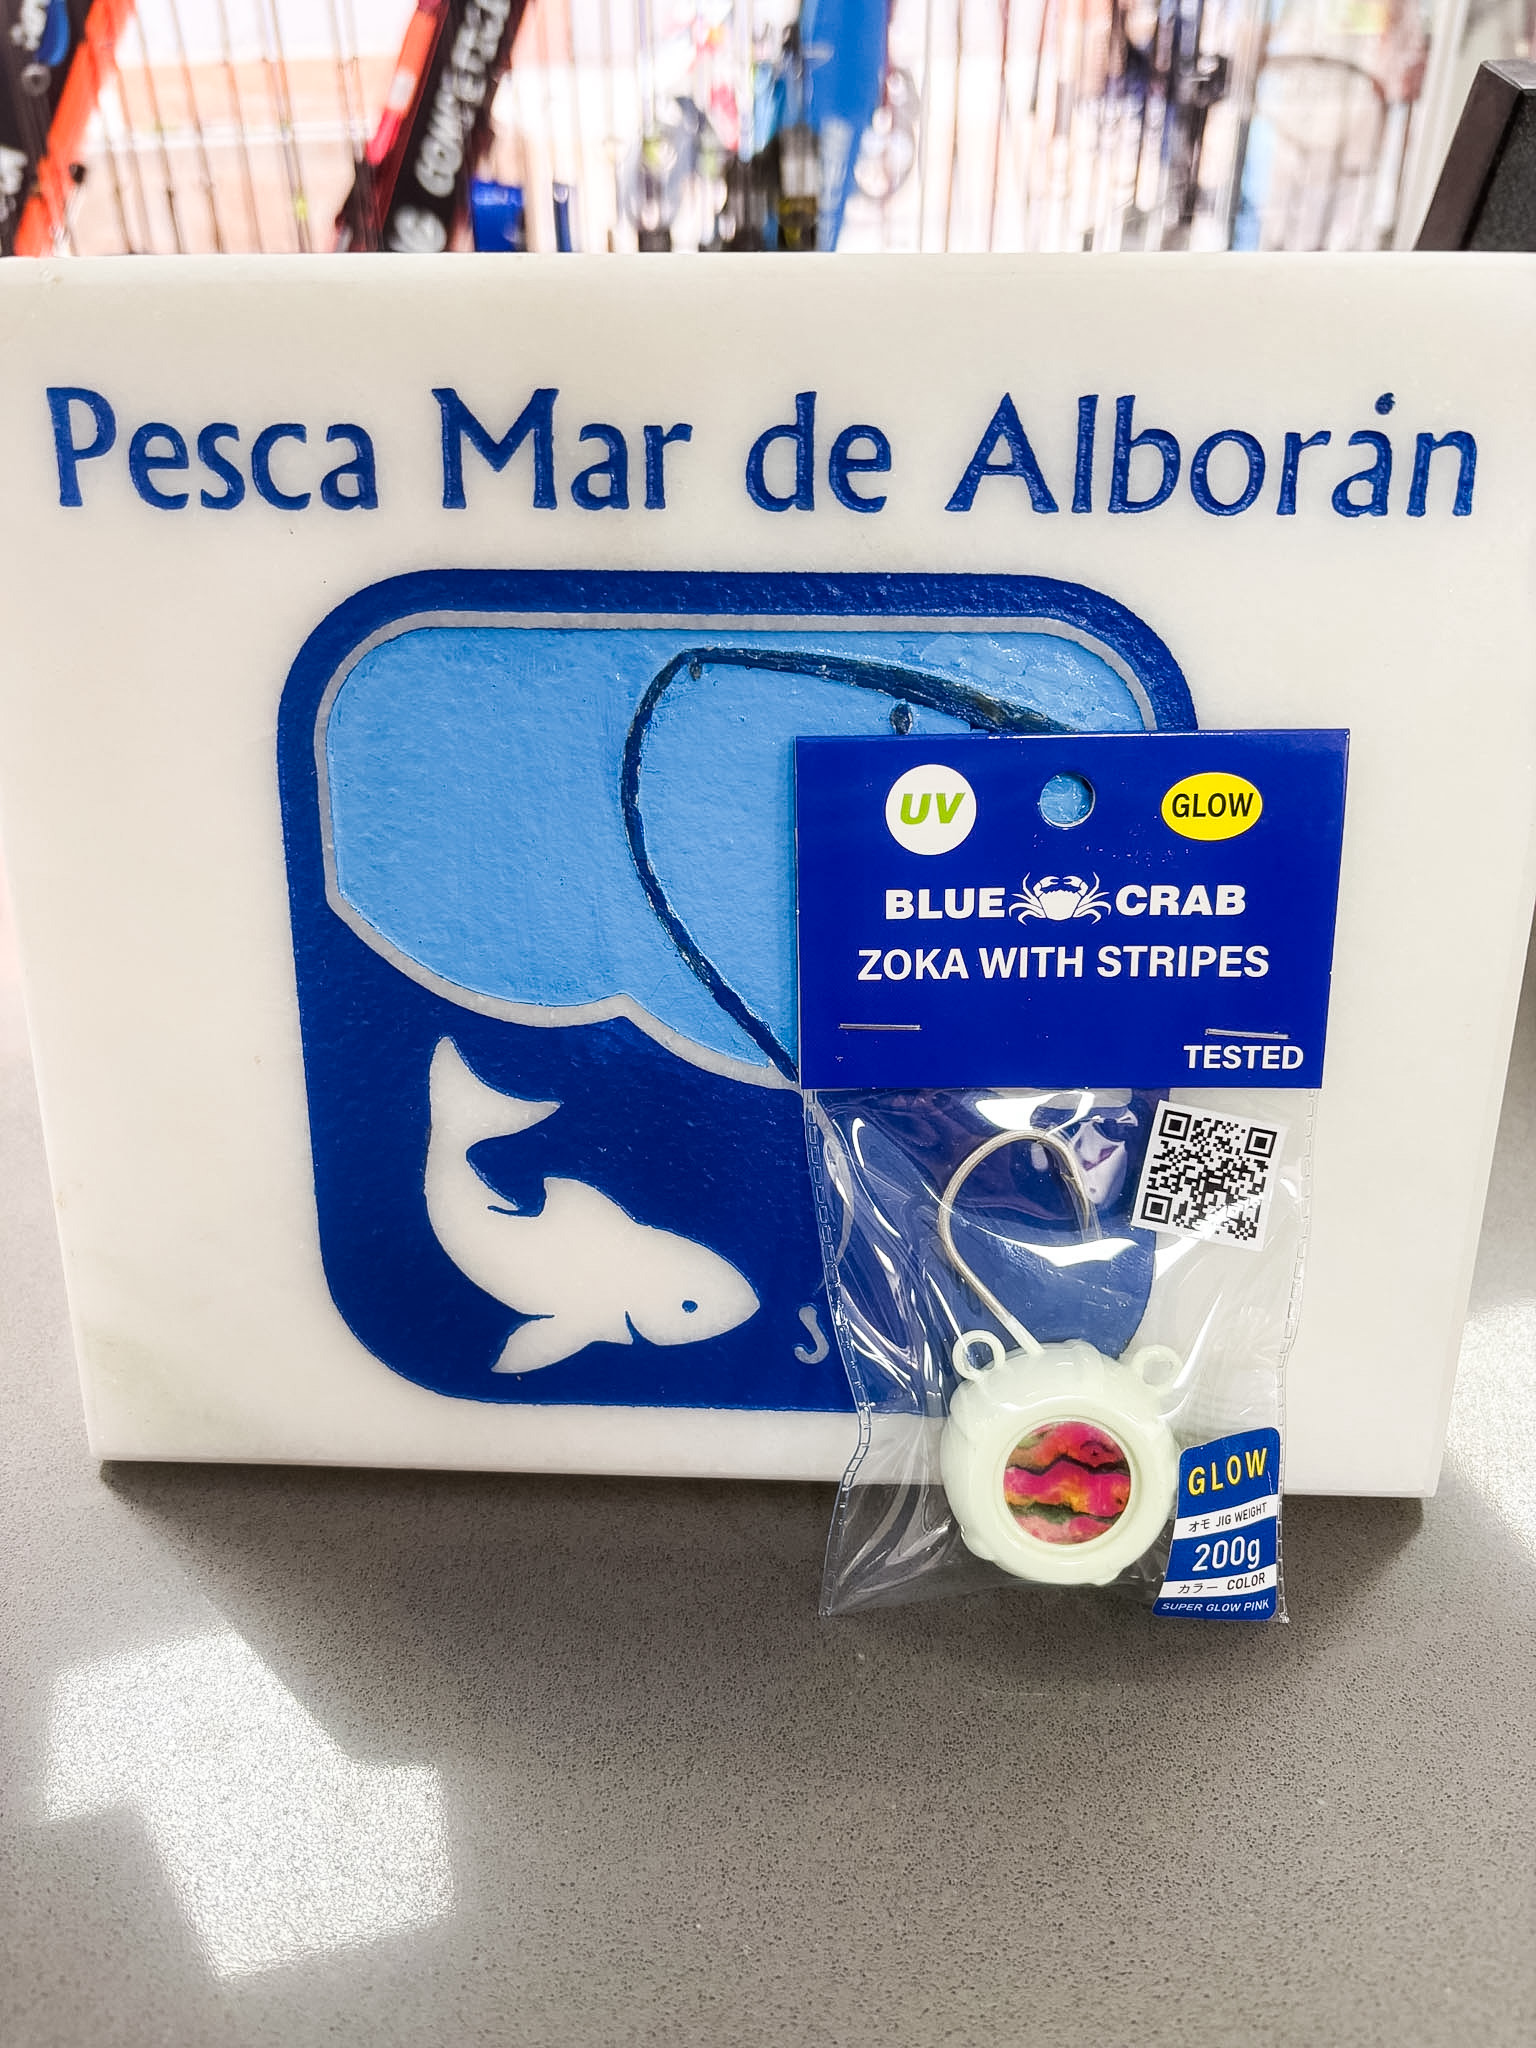 Pesca Mar de Alborán
UV
GLOW
BLUE CRAB
ZOKA WITH STRIPES
TESTED
GLOW
オモ JIG WEIGHT
200g
カラー COLOR
SUPER GLOW PINK